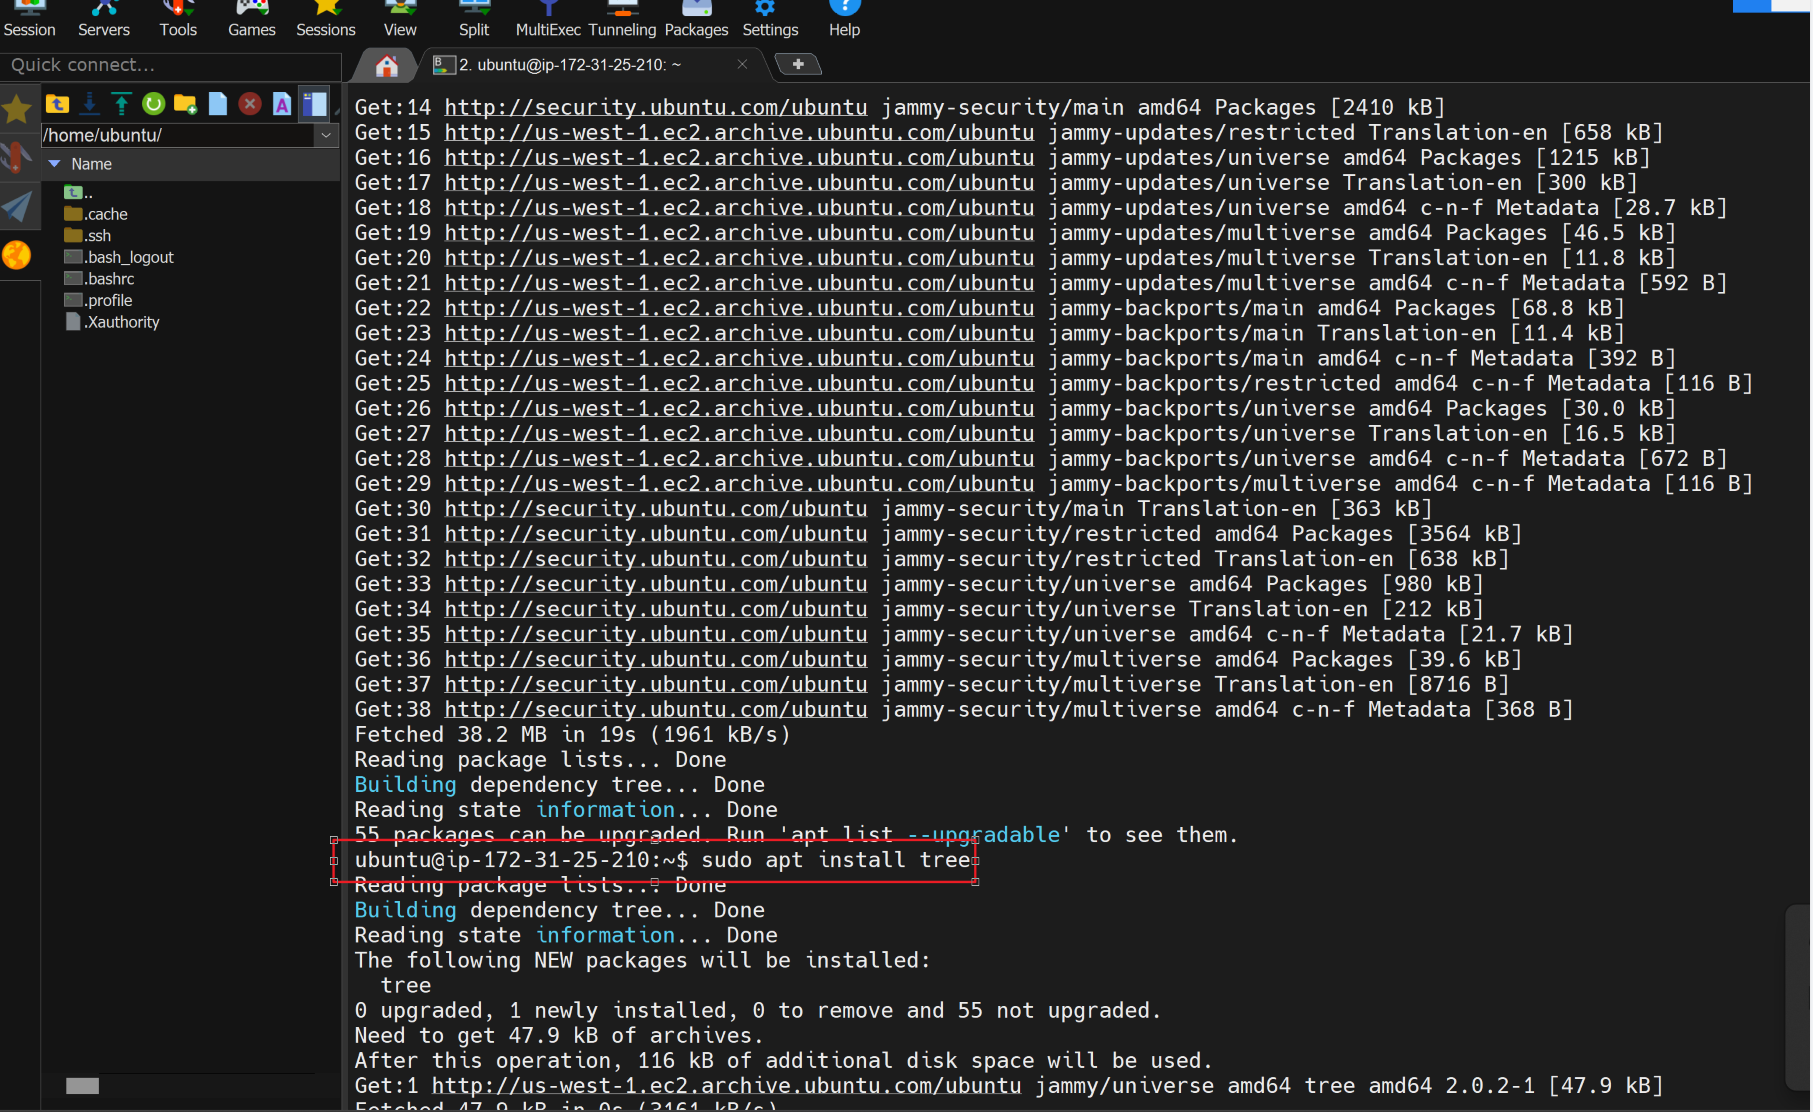 Session Servers Tools Games Sessions View Split MultiExec Tunneling Packages Settings Help
Quick connect...
2. ubuntu@ip-172-31-25-210: ~
/home/ubuntu/
Name
..
.cache
.ssh
.bash_logout
.bashrc
.profile
.Xauthority
Get:14 http://security.ubuntu.com/ubuntu jammy-security/main amd64 Packages [2410 kB]
Get:15 http://us-west-1.ec2.archive.ubuntu.com/ubuntu jammy-updates/restricted Translation-en [658 kB]
Get:16 http://us-west-1.ec2.archive.ubuntu.com/ubuntu jammy-updates/universe amd64 Packages [1215 kB]
Get:17 http://us-west-1.ec2.archive.ubuntu.com/ubuntu jammy-updates/universe Translation-en [300 kB]
Get:18 http://us-west-1.ec2.archive.ubuntu.com/ubuntu jammy-updates/universe amd64 c-n-f Metadata [28.7 kB]
Get:19 http://us-west-1.ec2.archive.ubuntu.com/ubuntu jammy-updates/multiverse amd64 Packages [46.5 kB]
Get:20 http://us-west-1.ec2.archive.ubuntu.com/ubuntu jammy-updates/multiverse Translation-en [11.8 kB]
Get:21 http://us-west-1.ec2.archive.ubuntu.com/ubuntu jammy-updates/multiverse amd64 c-n-f Metadata [592 B]
Get:22 http://us-west-1.ec2.archive.ubuntu.com/ubuntu jammy-backports/main amd64 Packages [68.8 kB]
Get:23 http://us-west-1.ec2.archive.ubuntu.com/ubuntu jammy-backports/main Translation-en [11.4 kB]
Get:24 http://us-west-1.ec2.archive.ubuntu.com/ubuntu jammy-backports/main amd64 c-n-f Metadata [392 B]
Get:25 http://us-west-1.ec2.archive.ubuntu.com/ubuntu jammy-backports/restricted amd64 c-n-f Metadata [116 B]
Get:26 http://us-west-1.ec2.archive.ubuntu.com/ubuntu jammy-backports/universe amd64 Packages [30.0 kB]
Get:27 http://us-west-1.ec2.archive.ubuntu.com/ubuntu jammy-backports/universe Translation-en [16.5 kB]
Get:28 http://us-west-1.ec2.archive.ubuntu.com/ubuntu jammy-backports/universe amd64 c-n-f Metadata [672 B]
Get:29 http://us-west-1.ec2.archive.ubuntu.com/ubuntu jammy-backports/multiverse amd64 c-n-f Metadata [116 B]
Get:30 http://security.ubuntu.com/ubuntu jammy-security/main Translation-en [363 kB]
Get:31 http://security.ubuntu.com/ubuntu jammy-security/restricted amd64 Packages [3564 kB]
Get:32 http://security.ubuntu.com/ubuntu jammy-security/restricted Translation-en [638 kB]
Get:33 http://security.ubuntu.com/ubuntu jammy-security/universe amd64 Packages [980 kB]
Get:34 http://security.ubuntu.com/ubuntu jammy-security/universe Translation-en [212 kB]
Get:35 http://security.ubuntu.com/ubuntu jammy-security/universe amd64 c-n-f Metadata [21.7 kB]
Get:36 http://security.ubuntu.com/ubuntu jammy-security/multiverse amd64 Packages [39.6 kB]
Get:37 http://security.ubuntu.com/ubuntu jammy-security/multiverse Translation-en [8716 B]
Get:38 http://security.ubuntu.com/ubuntu jammy-security/multiverse amd64 c-n-f Metadata [368 B]
Fetched 38.2 MB in 19s (1961 kB/s)
Reading package lists... Done
Building dependency tree... Done
Reading state information... Done
55 packages can be upgraded. Run 'apt list --upgradable' to see them.
ubuntu@ip-172-31-25-210:~$ sudo apt install tree
Reading package lists... Done
Building dependency tree... Done
Reading state information... Done
The following NEW packages will be installed:
tree
0 upgraded, 1 newly installed, 0 to remove and 55 not upgraded.
Need to get 47.9 kB of archives.
After this operation, 116 kB of additional disk space will be used.
Get:1 http://us-west-1.ec2.archive.ubuntu.com/ubuntu jammy/universe amd64 tree amd64 2.0.2-1 [47.9 kB]
Fetched 47.9 kB in 0s (3161 kB/s)